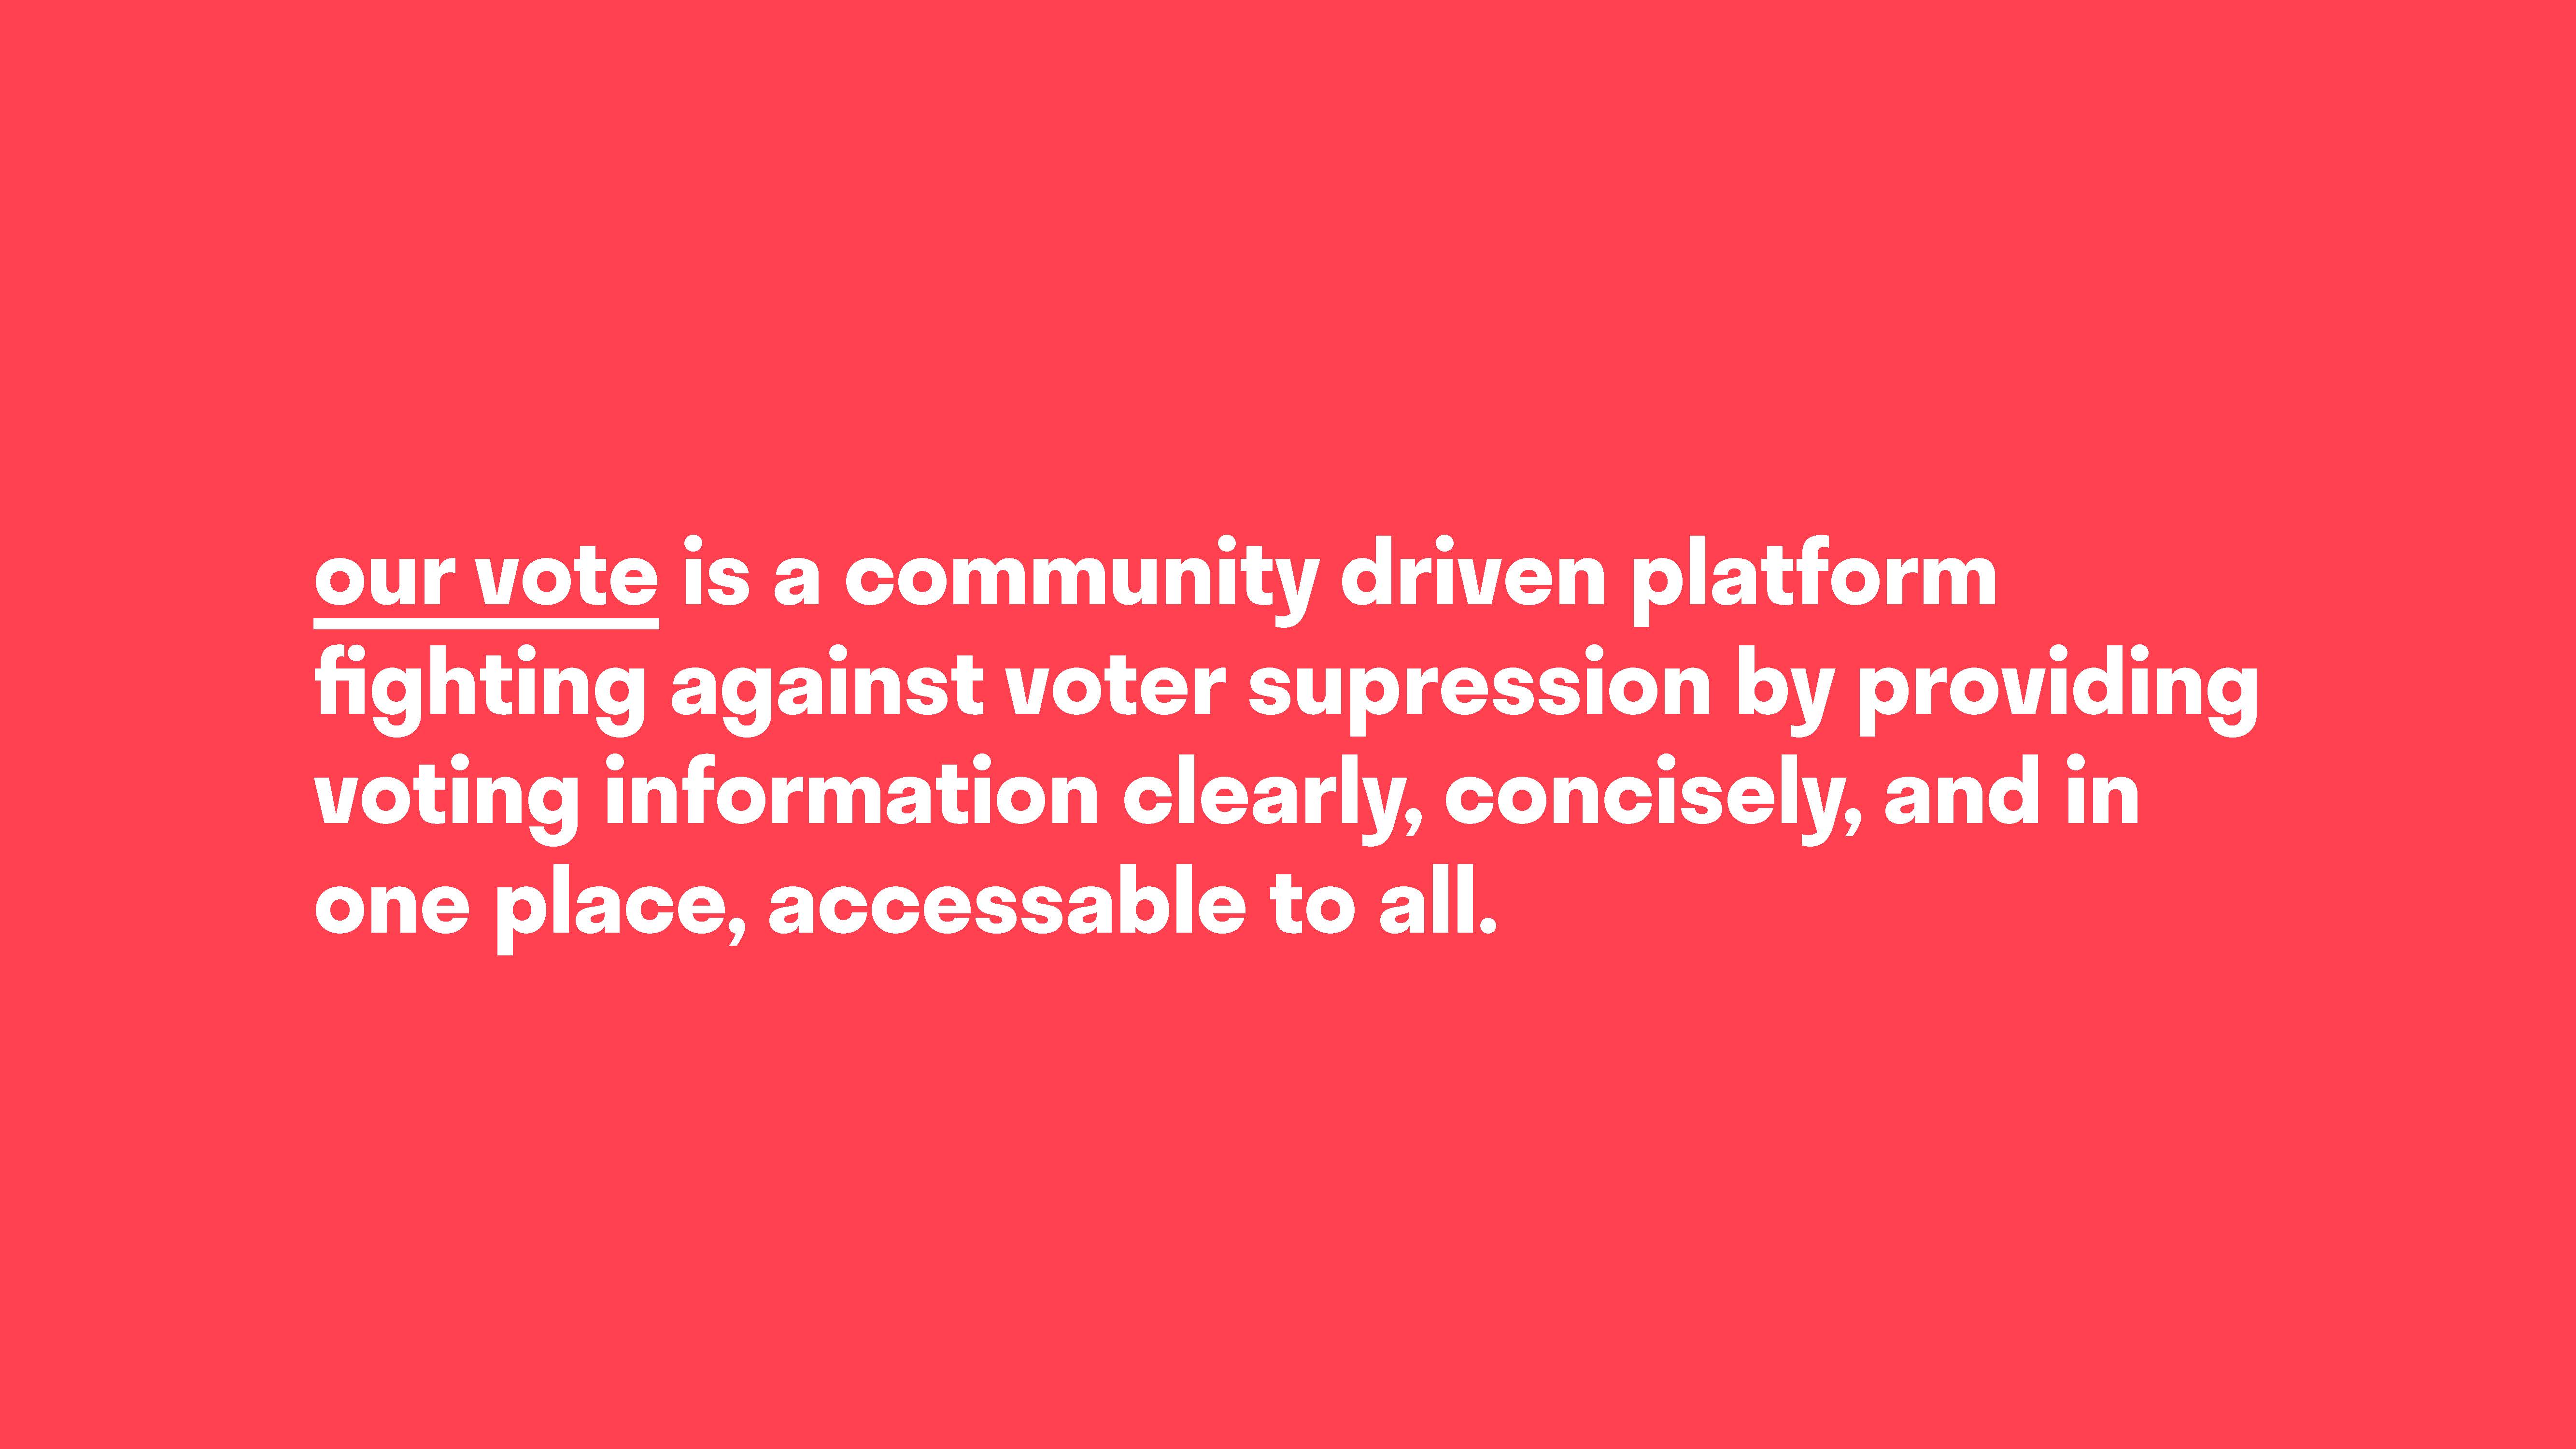 our vote is a community driven platform
fighting against voter supression by providing
voting information clearly, concisely, and in
one place, accessable to all.